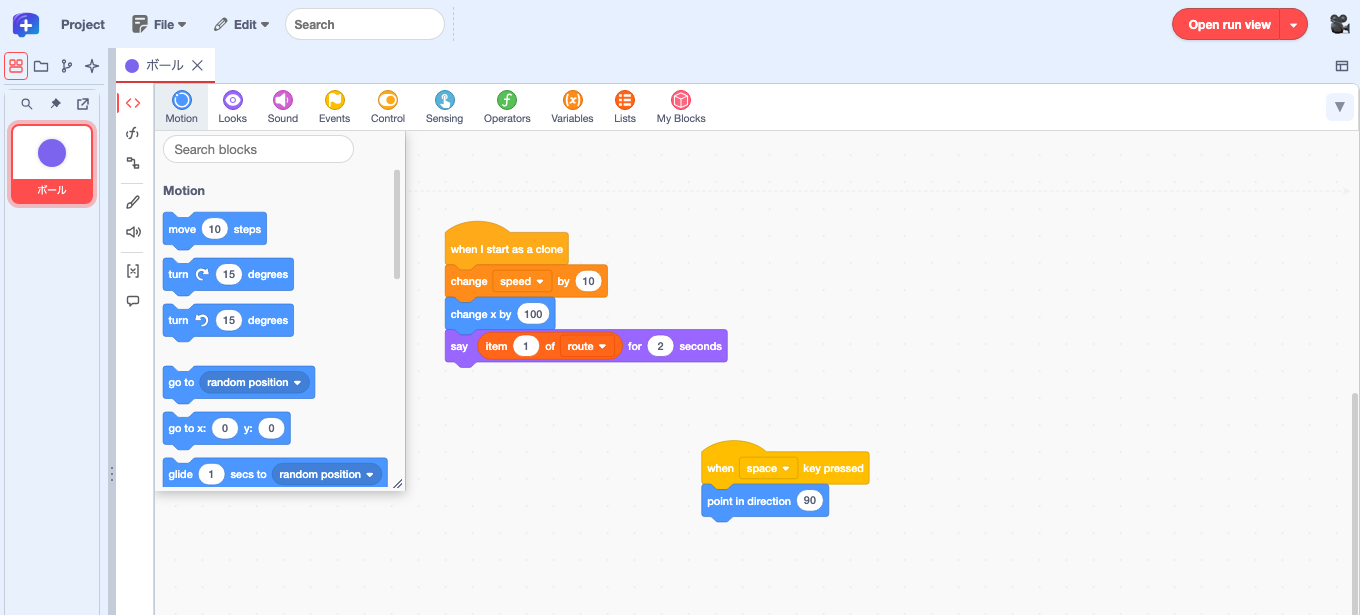 Project File Edit Search Open run view
ボール
Motion Looks Sound Events Control Sensing Operators Variables Lists My Blocks
Search blocks
ボール
Motion
move 10 steps
turn 15 degrees
turn 15 degrees
go to random position
go to x: 0 y: 0
glide 1 secs to random position
when I start as a clone
change speed by 10
change x by 100
say item 1 of route for 2 seconds
when space key pressed
point in direction 90